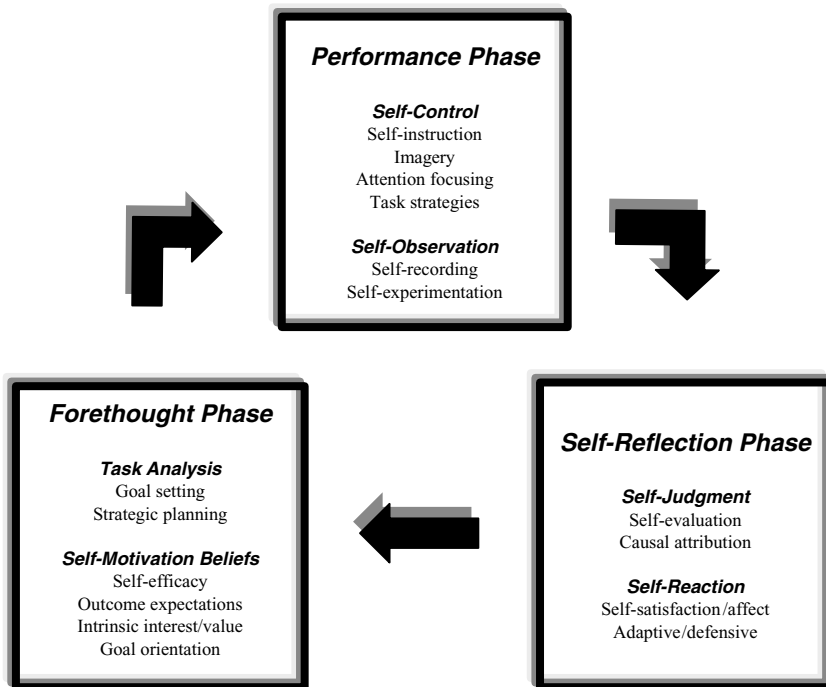 Performance Phase
Self-Control
Self-instruction
Imagery
Attention focusing
Task strategies
Self-Observation
Self-recording
Self-experimentation
Forethought Phase
Task Analysis
Goal setting
Strategic planning
Self-Motivation Beliefs
Self-efficacy
Outcome expectations
Intrinsic interest/value
Goal orientation
Self-Reflection Phase
Self-Judgment
Self-evaluation
Causal attribution
Self-Reaction
Self-satisfaction/affect
Adaptive/defensive